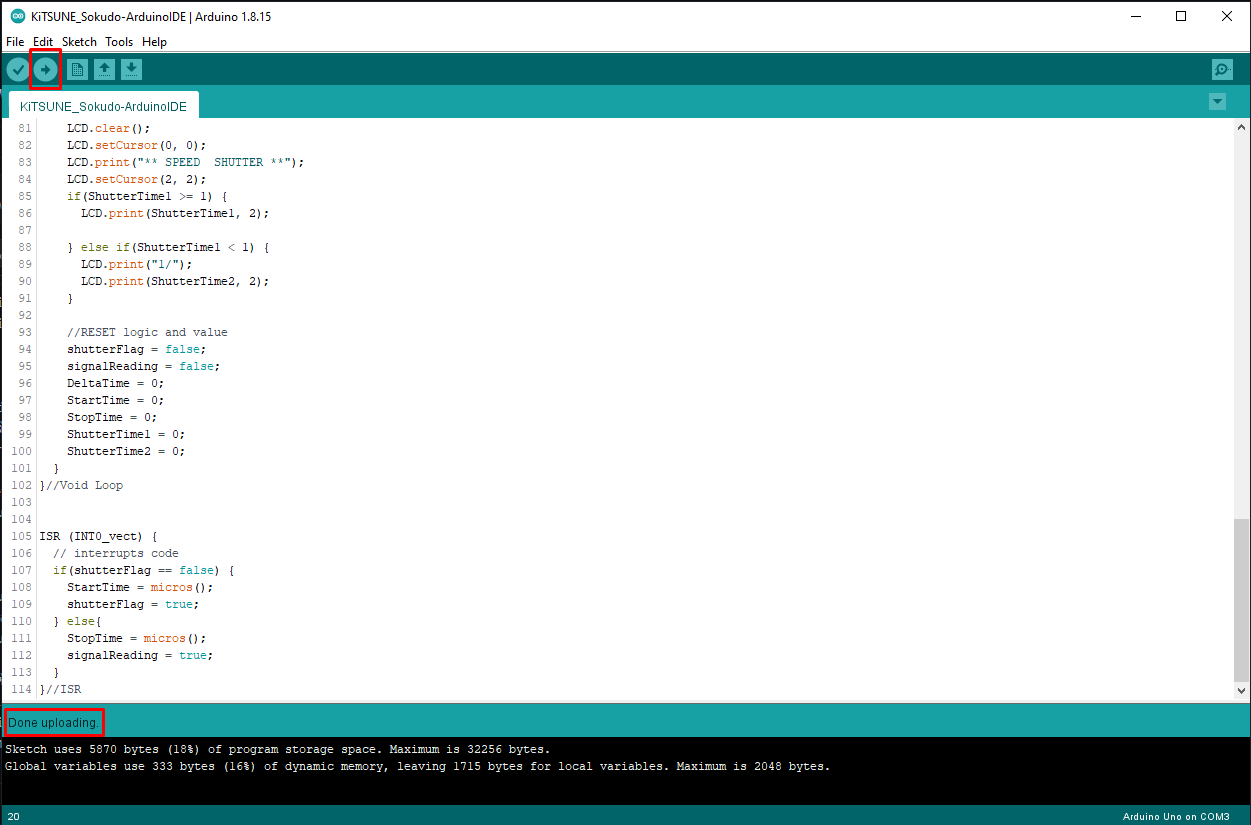 KiTSUNE_Sokudo-ArduinoIDE | Arduino 1.8.15
File Edit Sketch Tools Help
KiTSUNE_Sokudo-ArduinoIDE
81 LCD.clear();
82 LCD.setCursor(0, 0);
83 LCD.print("** SPEED  SHUTTER **");
84 LCD.setCursor(2, 2);
85 if(ShutterTime1 >= 1) {
86 LCD.print(ShutterTime1, 2);
87
88 } else if(ShutterTime1 < 1) {
89 LCD.print("1/");
90 LCD.print(ShutterTime2, 2);
91 }
92
93 //RESET logic and value
94 shutterFlag = false;
95 signalReading = false;
96 DeltaTime = 0;
97 StartTime = 0;
98 StopTime = 0;
99 ShutterTime1 = 0;
100 ShutterTime2 = 0;
101 }
102 }//Void Loop
103
104
105 ISR (INT0_vect) {
106 // interrupts code
107 if(shutterFlag == false) {
108 StartTime = micros();
109 shutterFlag = true;
110 } else{
111 StopTime = micros();
112 signalReading = true;
113 }
114 }//ISR
Done uploading.
Sketch uses 5870 bytes (18%) of program storage space. Maximum is 32256 bytes.
Global variables use 333 bytes (16%) of dynamic memory, leaving 1715 bytes for local variables. Maximum is 2048 bytes.
20 Arduino Uno on COM3